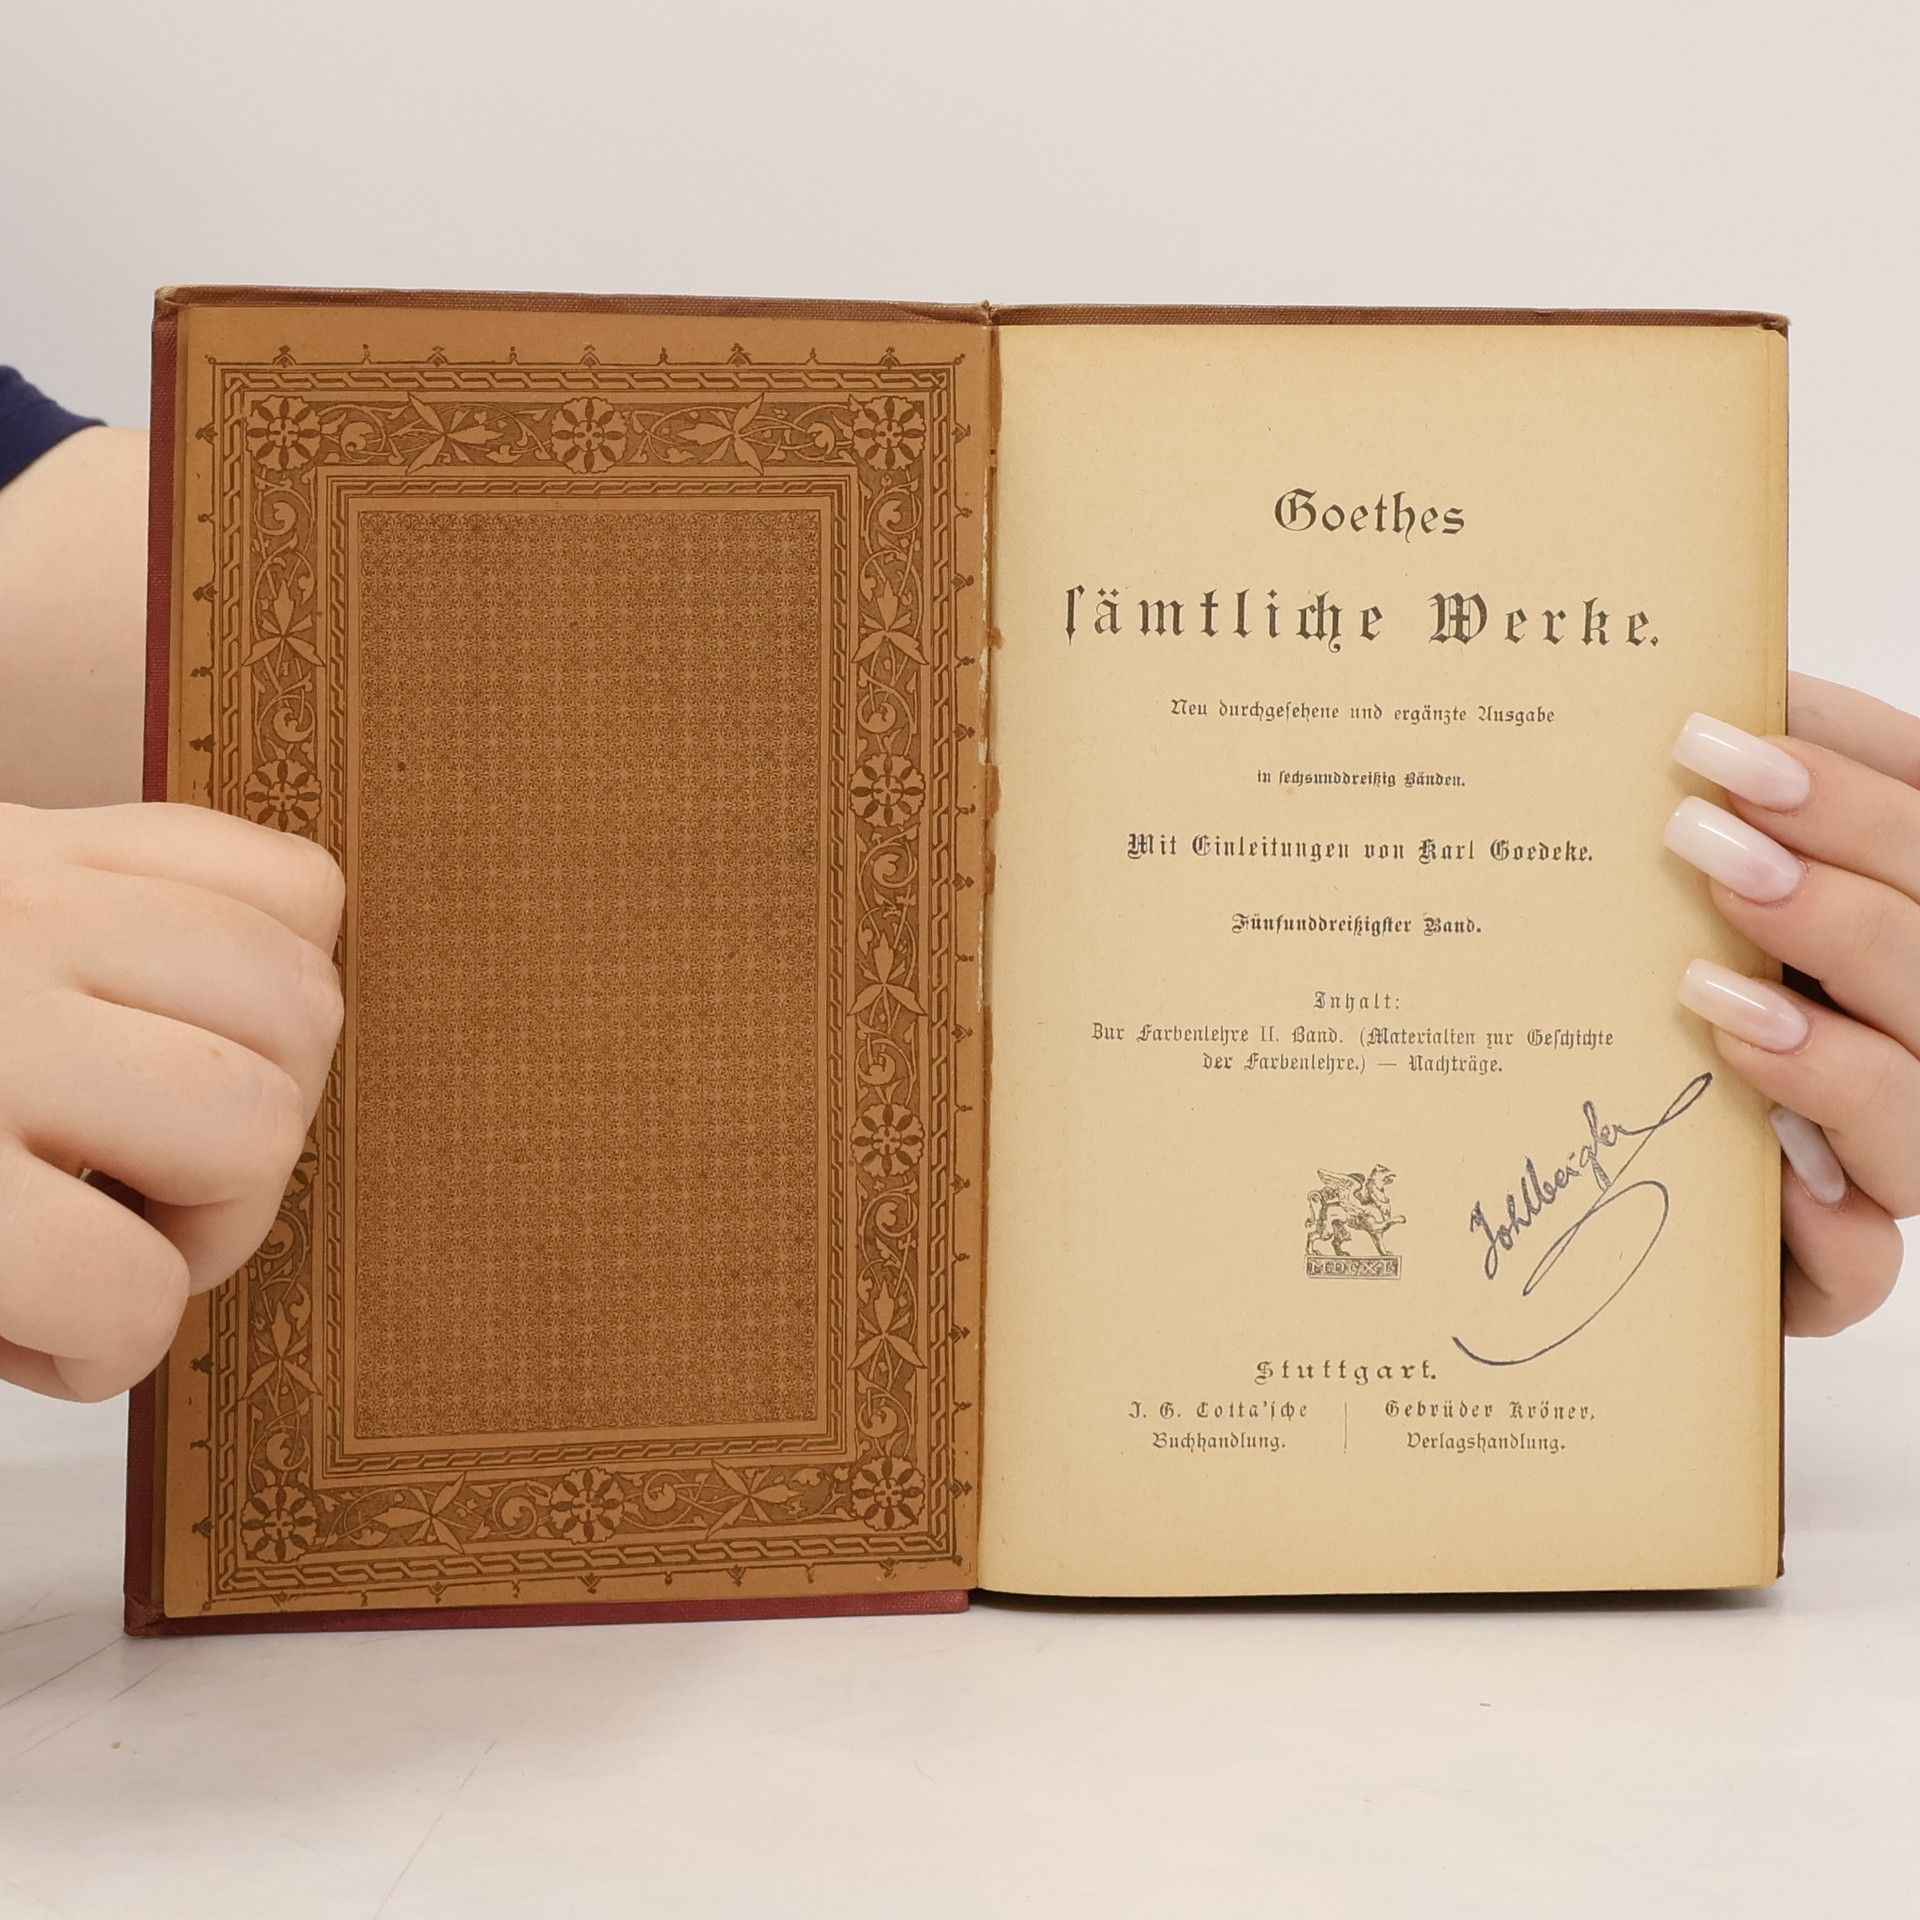 Goethes
ſämtliche Werke.
Neu durchgeſehene und ergänzte Ausgabe
in ſechsunddreißig Bänden.
Mit Einleitungen von Karl Goedeke.
Fünfunddreißigſter Band.
Inhalt:
Zur Farbenlehre II. Band. (Materialien zur Geſchichte
der Farbenlehre.) — Nachträge.
MDCXL
Stuttgart.
J. G. Cotta'ſche
Buchhandlung.
Gebrüder Kröner,
Verlagshandlung.